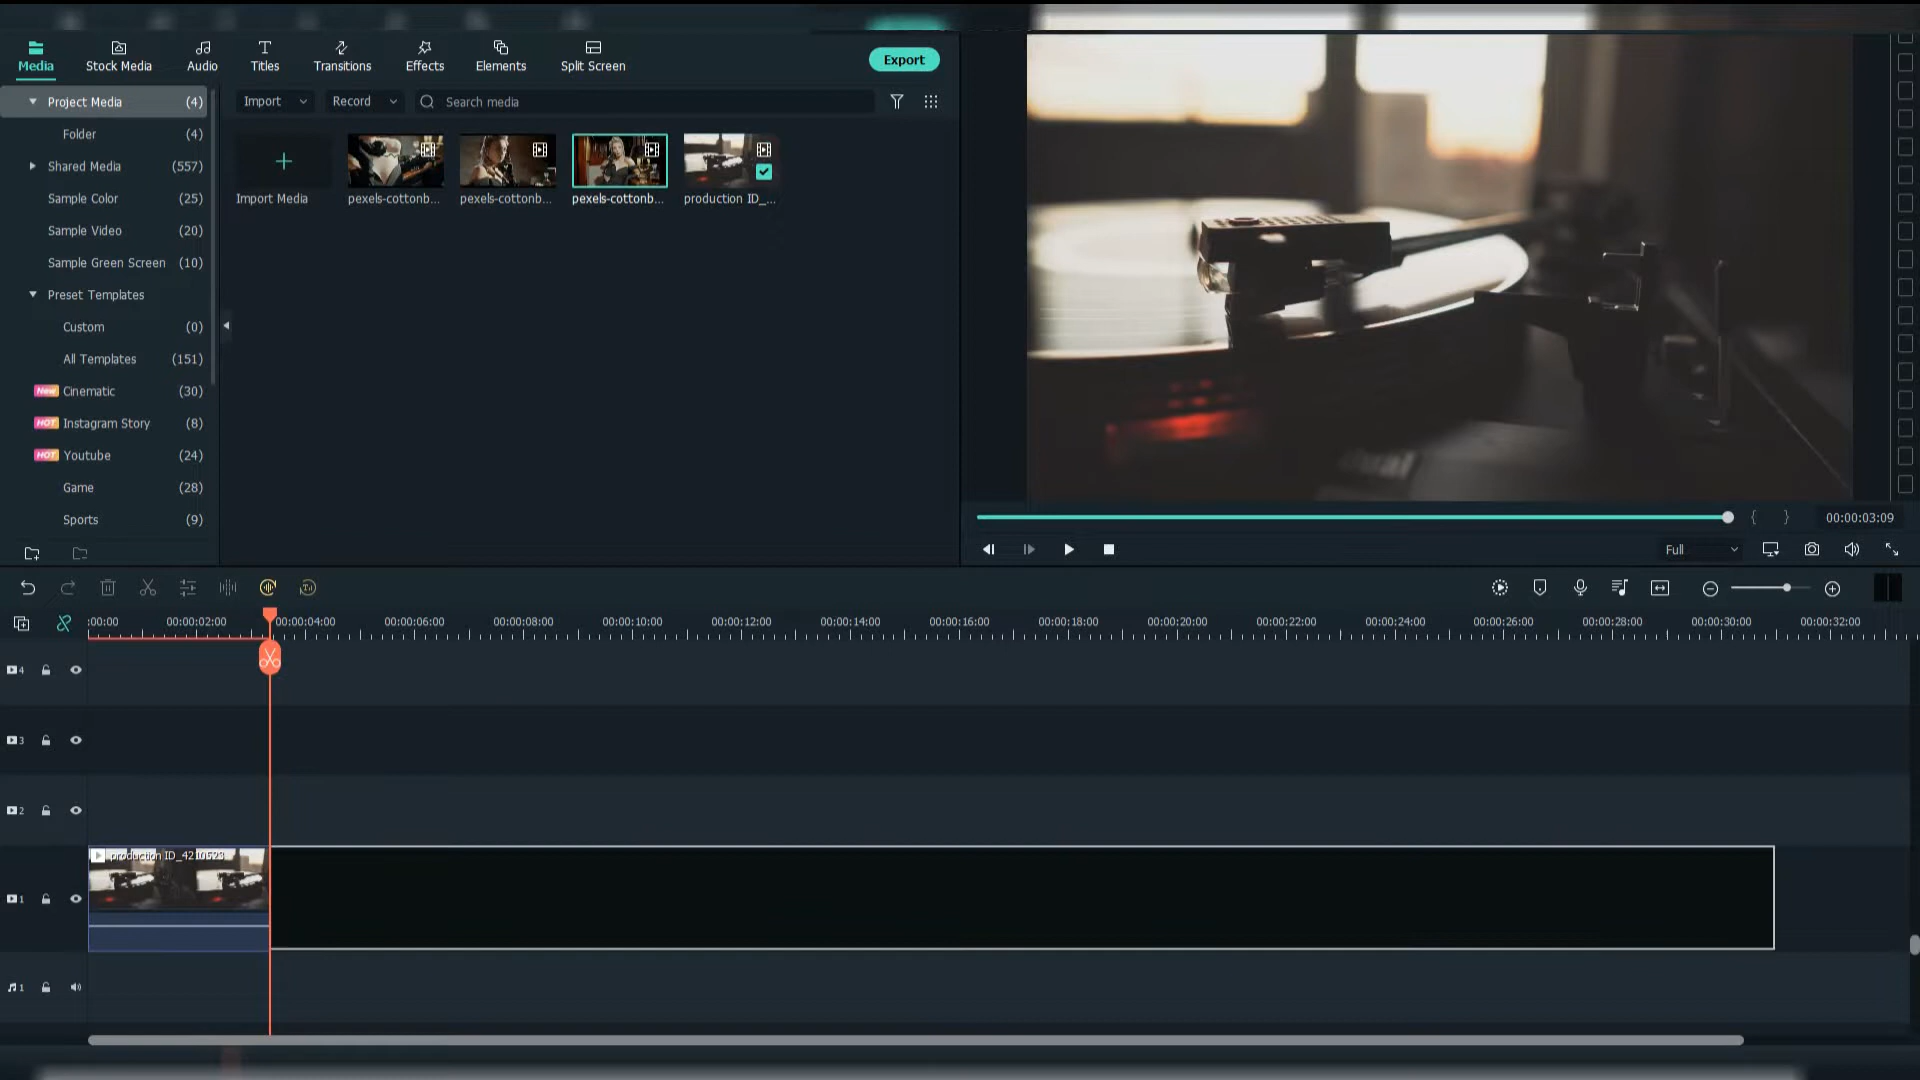 Media
Stock Media
Audio
Titles
Transitions
Effects
Elements
Split Screen
Export
Project Media (4)
Folder (4)
Shared Media (557)
Sample Color (25)
Sample Video (20)
Sample Green Screen (10)
Preset Templates
Custom (0)
All Templates (151)
New Cinematic (30)
HOT Instagram Story (8)
HOT Youtube (24)
Game (28)
Sports (9)
Import
Record
Search media
Import Media
pexels-cottonb...
pexels-cottonb...
pexels-cottonb...
production ID_...
{ }
00:00:03:09
Full
:00:00
00:00:02:00
00:00:04:00
00:00:06:00
00:00:08:00
00:00:10:00
00:00:12:00
00:00:14:00
00:00:16:00
00:00:18:00
00:00:20:00
00:00:22:00
00:00:24:00
00:00:26:00
00:00:28:00
00:00:30:00
00:00:32:00
4
3
2
production ID_4210523
1
1